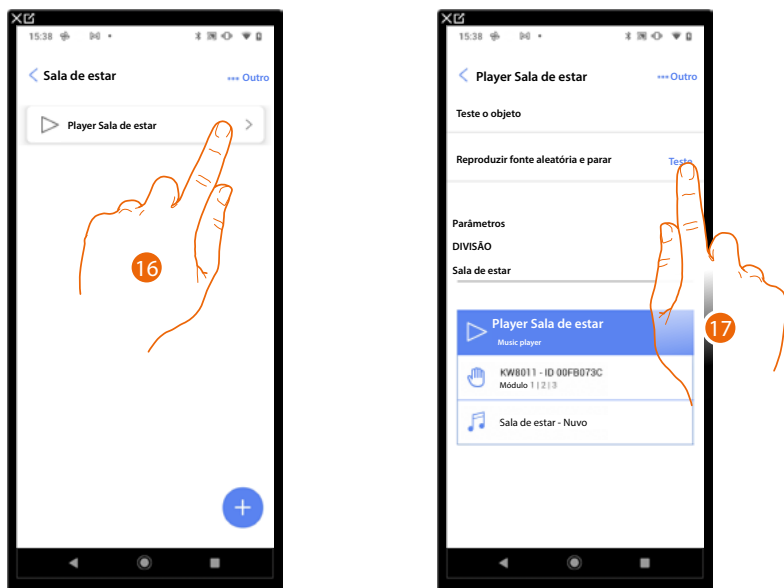 15:38
Sala de estar
••• Outro
Player Sala de estar
16
15:38
Player Sala de estar
••• Outro
Teste o objeto
Reproduzir fonte aleatória e parar
Teste
Parâmetros
DIVISÃO
Sala de estar
Player Sala de estar
Music player
17
KW8011 - ID 00FB073C
Módulo 1 | 2 | 3
Sala de estar - Nuvo